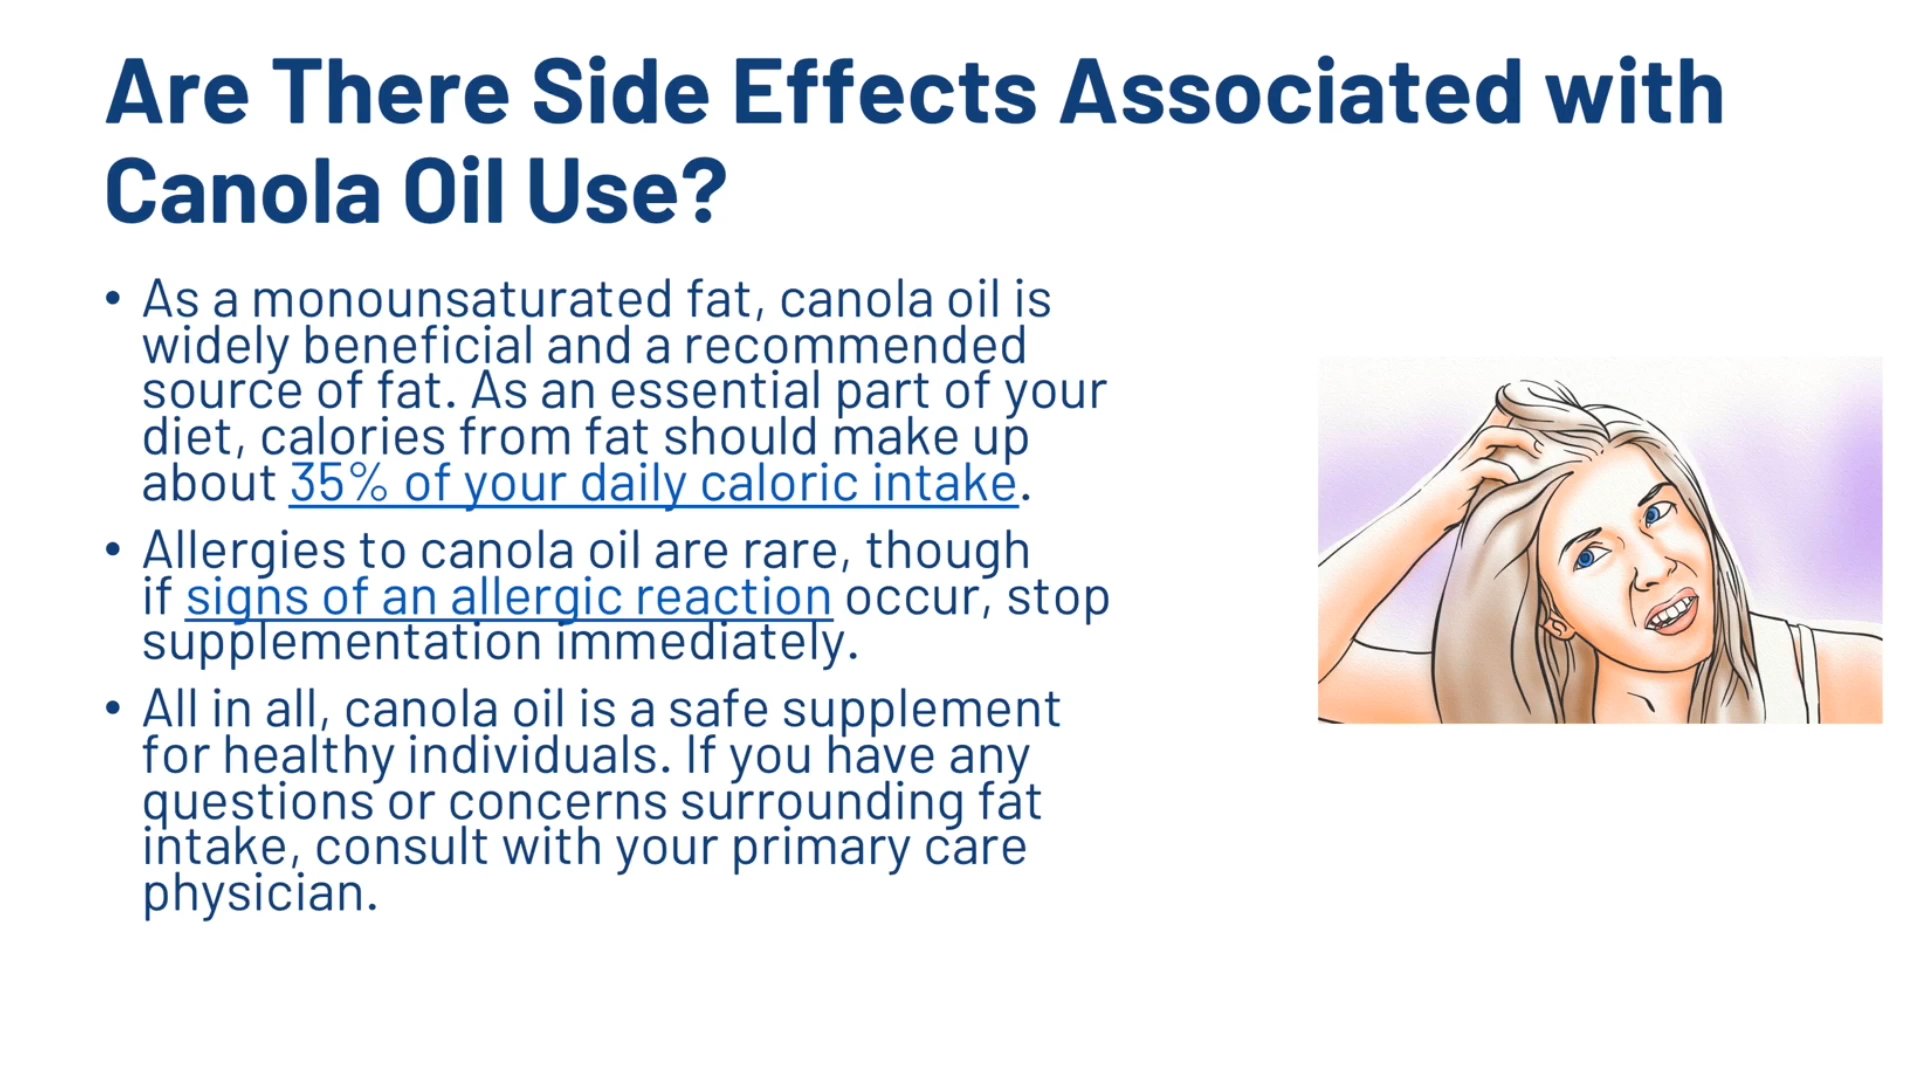 Are There Side Effects Associated with
Canola Oil Use?
• As a monounsaturated fat, canola oil is
widely beneficial and a recommended
source of fat. As an essential part of your
diet, calories from fat should make up
about 35% of your daily caloric intake.
• Allergies to canola oil are rare, though
if signs of an allergic reaction occur, stop
supplementation immediately.
• All in all, canola oil is a safe supplement
for healthy individuals. If you have any
questions or concerns surrounding fat
intake, consult with your primary care
physician.